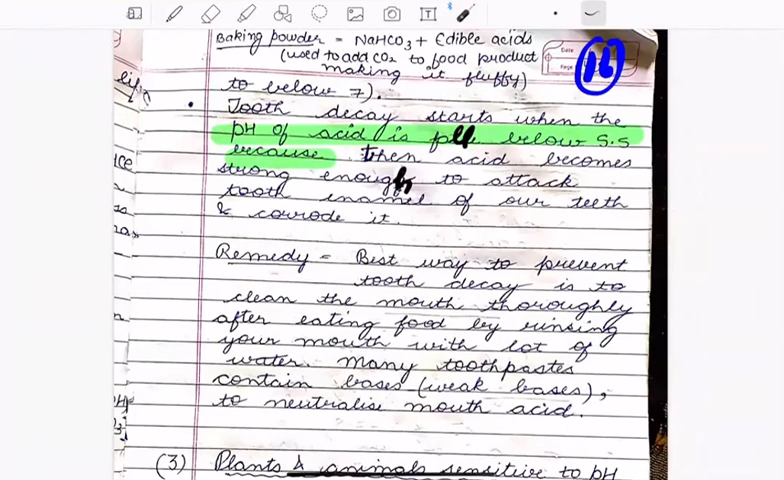 Baking powder = NaHCO3 + Edible acids
(used to add CO2 to food product
making it fluffy)
Date
Page
16
to below 7).
• Tooth decay starts when the
pH of acid is fall below 5.5
because then acid becomes
strong enough to attack
tooth enamel of our teeth
& corrode it.
Remedy = Best way to prevent
tooth decay is to
clean the mouth thoroughly
after eating food by rinsing
your mouth with lot of
water. Many toothpastes
contain bases (weak bases),
to neutralise mouth acid.
(3) Plants & animals sensitive to pH